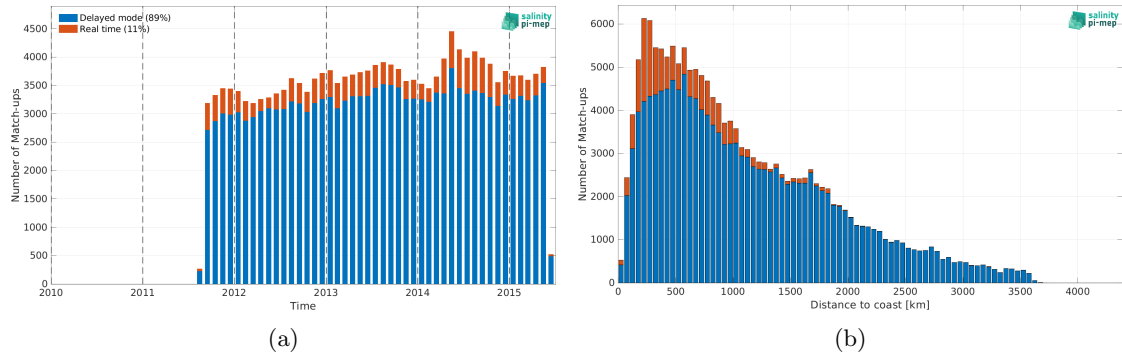 Delayed mode (89%)
Real time (11%)
salinity
pi-mep
4500
4000
3500
3000
2500
2000
1500
1000
500
0
Number of Match-ups
2010
2011
2012
2013
2014
2015
Time
(a)
salinity
pi-mep
6000
5000
4000
3000
2000
1000
0
Number of Match-ups
0
500
1000
1500
2000
2500
3000
3500
4000
Distance to coast [km]
(b)